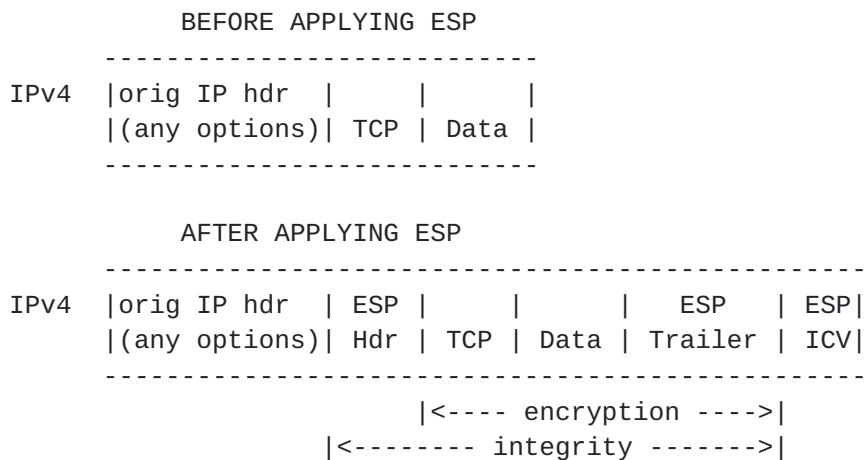 BEFORE APPLYING ESP
----------------------------
IPv4  |orig IP hdr  |     |      |
      |(any options)| TCP | Data |
----------------------------
AFTER APPLYING ESP
-------------------------------------------------
IPv4  |orig IP hdr  | ESP |     |      |   ESP   | ESP|
      |(any options)| Hdr | TCP | Data | Trailer | ICV|
-------------------------------------------------
|<---- encryption ---->|
|<-------- integrity ------->|